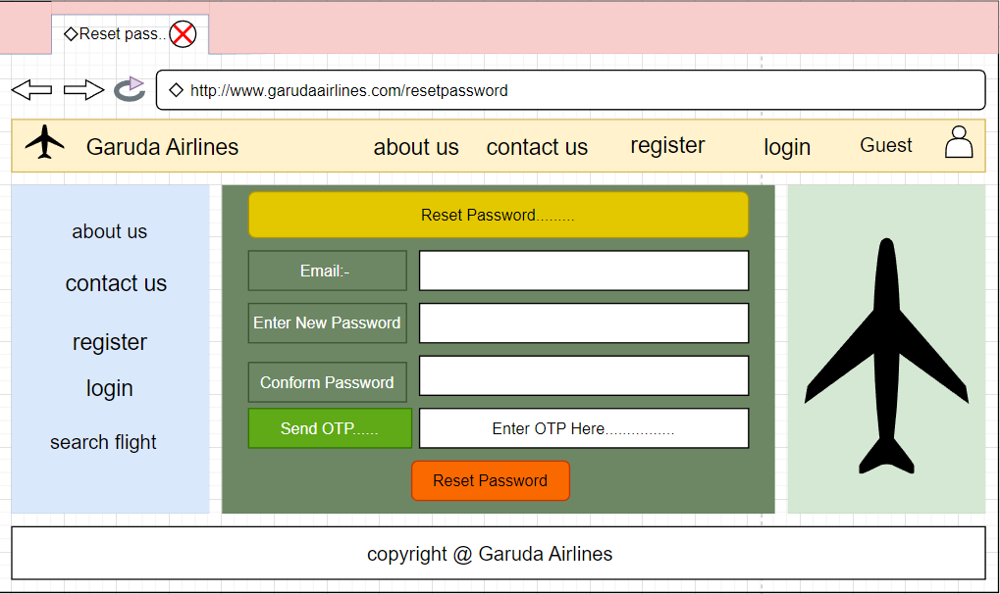 Reset pass..
http://www.garudaairlines.com/resetpassword
Garuda Airlines about us contact us register login Guest
about us
contact us
register
login
search flight
Reset Password.........
Email:-
Enter New Password
Conform Password
Send OTP...... Enter OTP Here...............
Reset Password
copyright @ Garuda Airlines